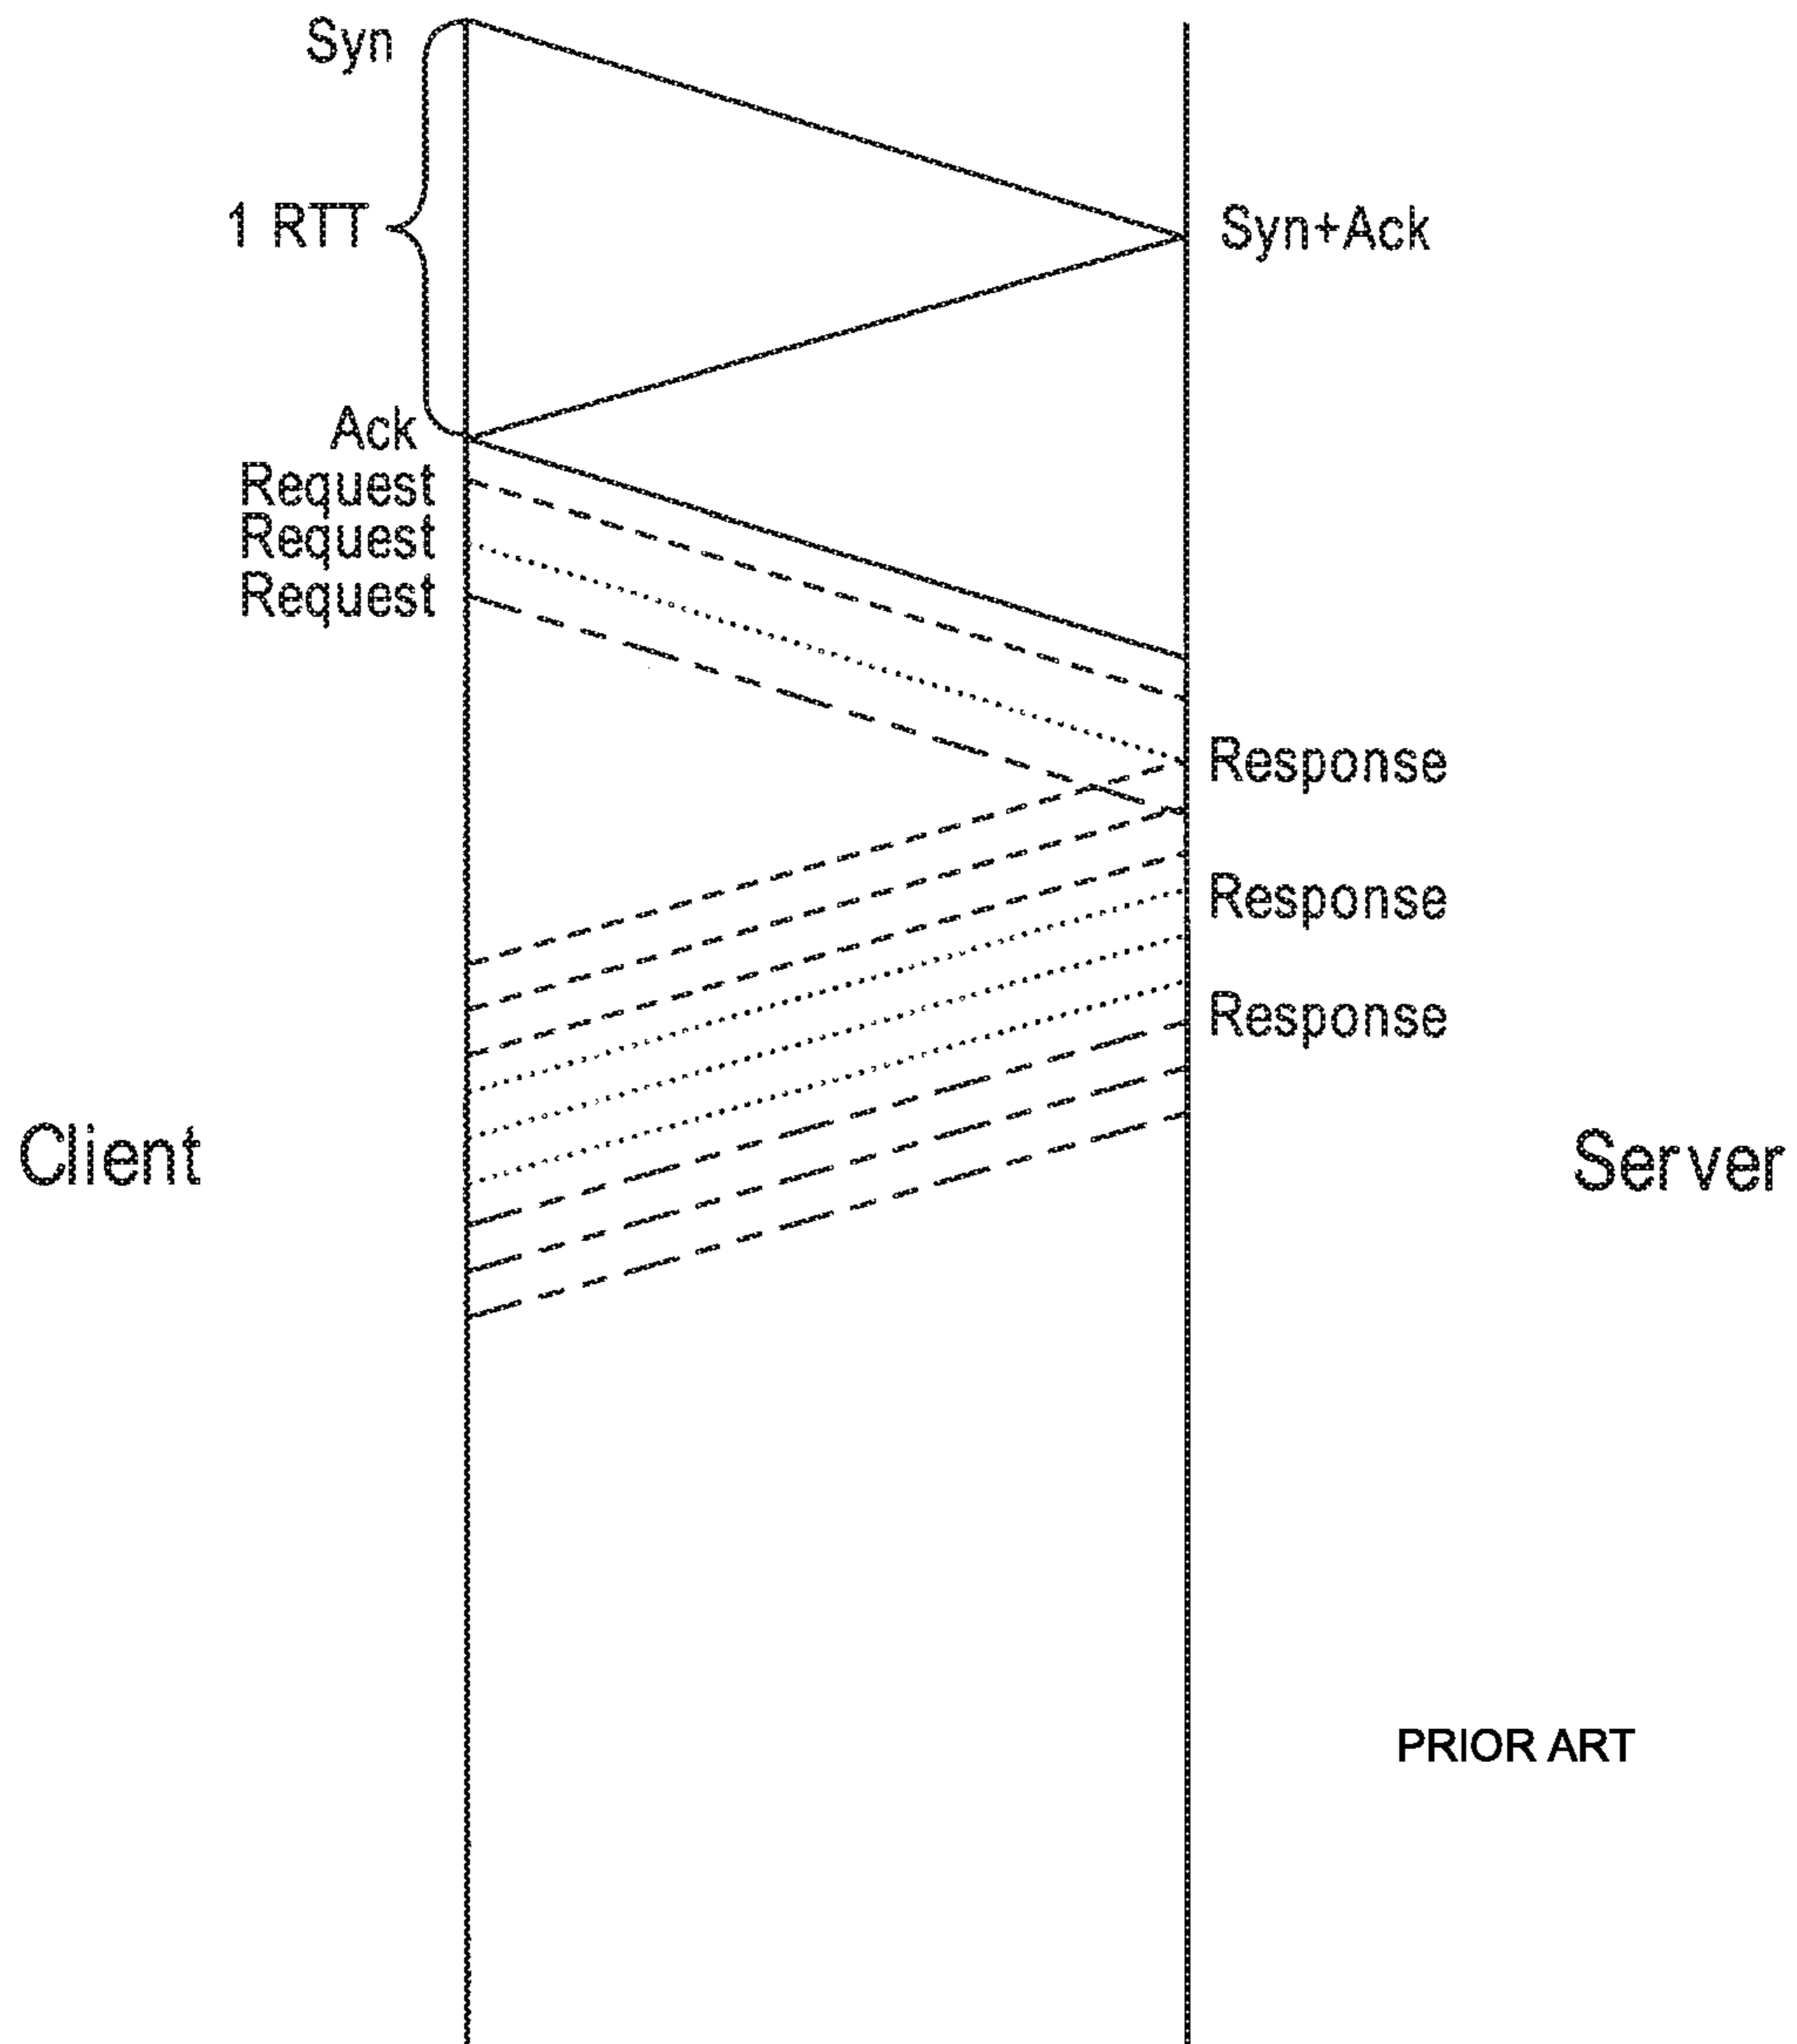 Syn
1 RTT
Syn+Ack
Ack
Request
Request
Request
Response
Response
Response
Client
Server
PRIOR ART